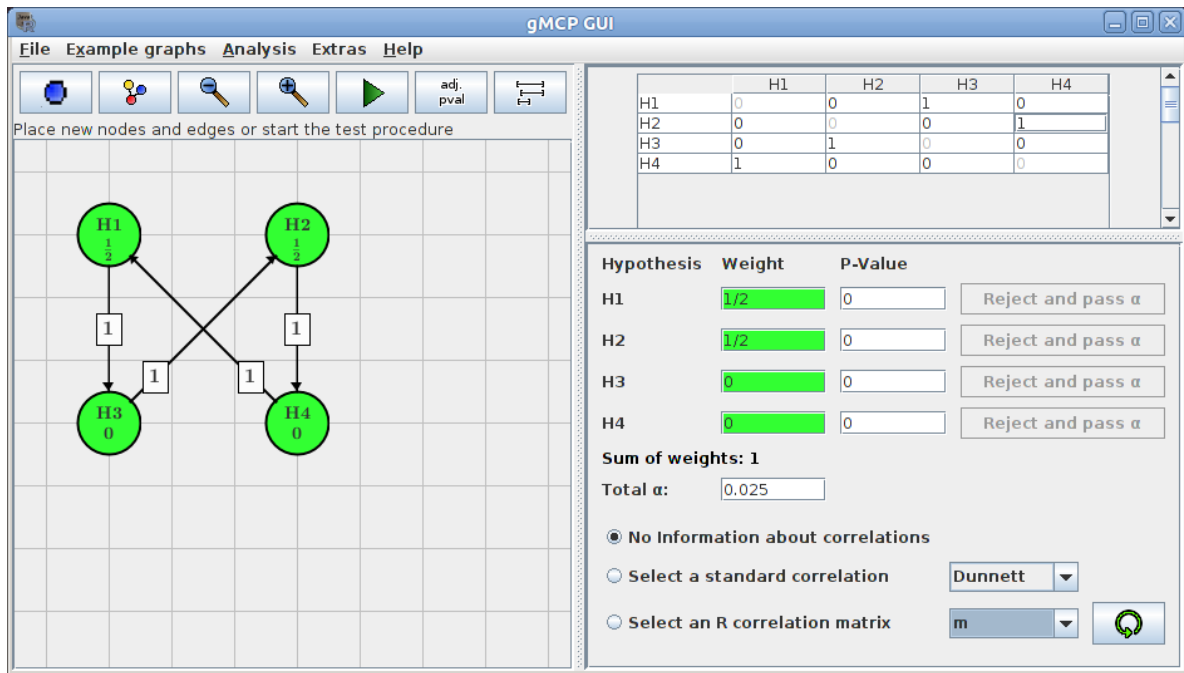 gMCP GUI
File Example graphs Analysis Extras Help
adj.
pval
Place new nodes and edges or start the test procedure
H1 H2 H3 H4
H1 0 0 1 0
H2 0 0 0 1
H3 0 1 0 0
H4 1 0 0 0
H1 H2
1/2 1/2
1 1
1 1
H3 H4
0 0
Hypothesis Weight P-Value
H1 1/2 0 Reject and pass α
H2 1/2 0 Reject and pass α
H3 0 0 Reject and pass α
H4 0 0 Reject and pass α
Sum of weights: 1
Total α: 0.025
No Information about correlations
Select a standard correlation Dunnett
Select an R correlation matrix m